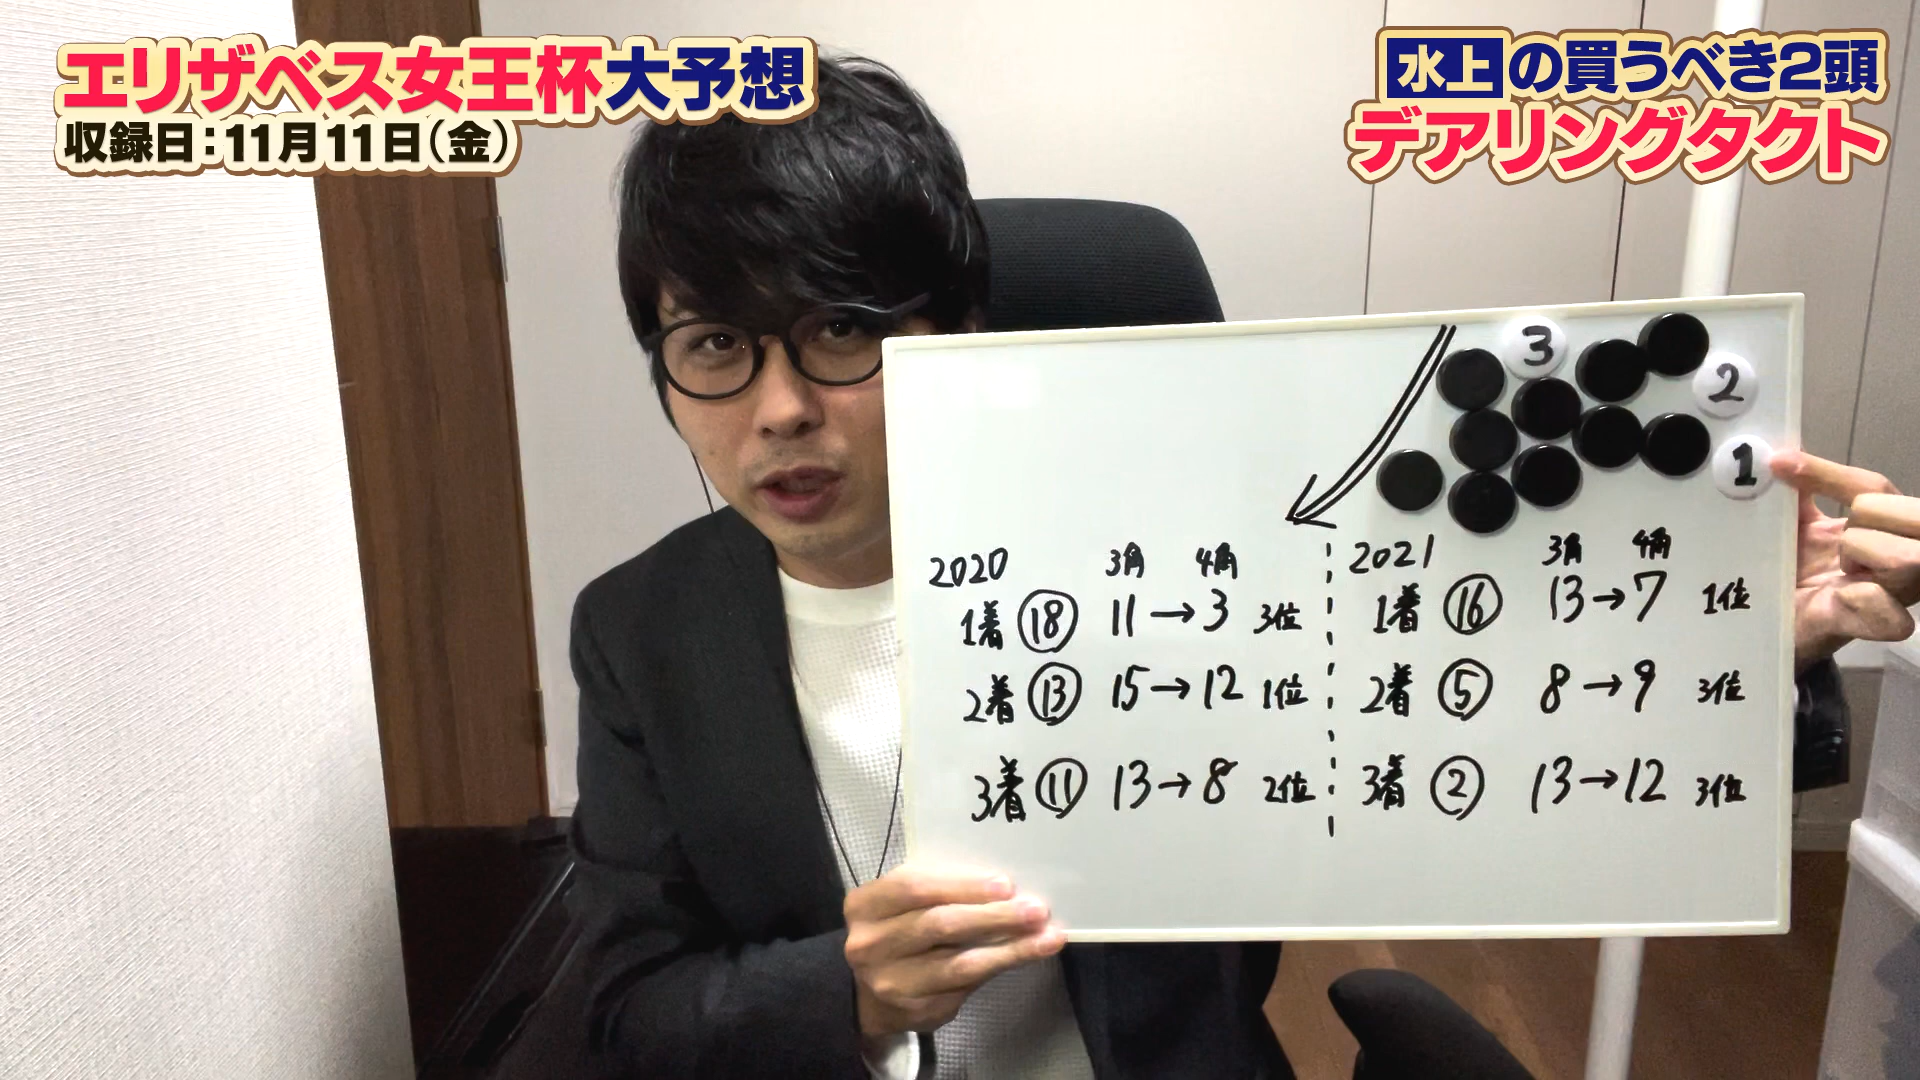 エリザベス女王杯大予想
収録日：11月11日（金）
水上の買うべき2頭
デアリングタクト
3
2
1
2020 3角 4角
1着 ⑱ 11→3 3位
2着 ⑬ 15→12 1位
3着 ⑪ 13→8 2位
2021 3角 4角
1着 ⑯ 13→7 1位
2着 ⑤ 8→9 3位
3着 ② 13→12 3位